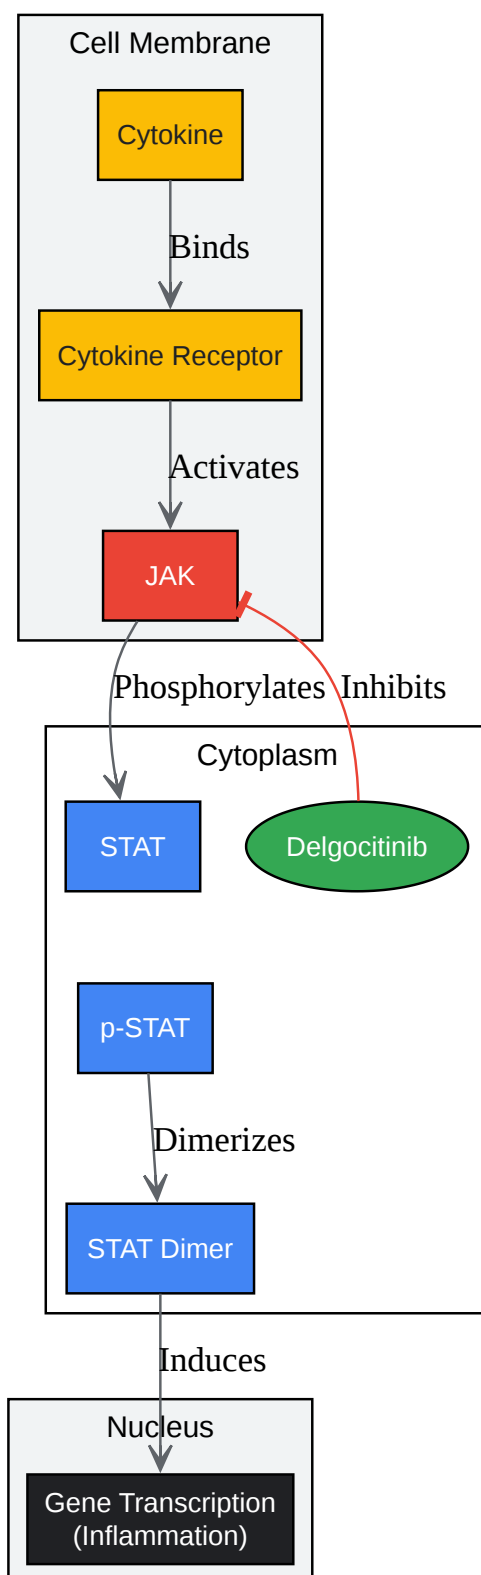 Cell Membrane
Cytokine
Binds
Cytokine Receptor
Activates
JAK
Phosphorylates
Inhibits
Cytoplasm
STAT
Delgocitinib
p-STAT
Dimerizes
STAT Dimer
Induces
Nucleus
Gene Transcription
(Inflammation)